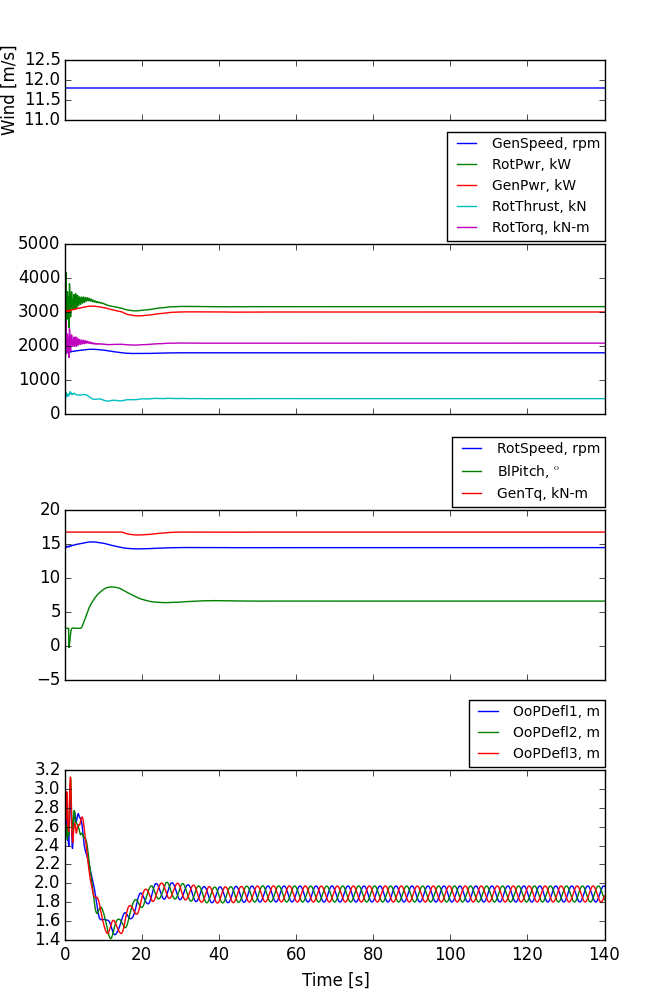 Wind [m/s]
12.5
12.0
11.5
11.0
GenSpeed, rpm
RotPwr, kW
GenPwr, kW
RotThrust, kN
RotTorq, kN-m
5000
4000
3000
2000
1000
0
RotSpeed, rpm
BlPitch, °
GenTq, kN-m
20
15
10
5
0
−5
OoPDefl1, m
OoPDefl2, m
OoPDefl3, m
3.2
3.0
2.8
2.6
2.4
2.2
2.0
1.8
1.6
1.4
0 20 40 60 80 100 120 140
Time [s]